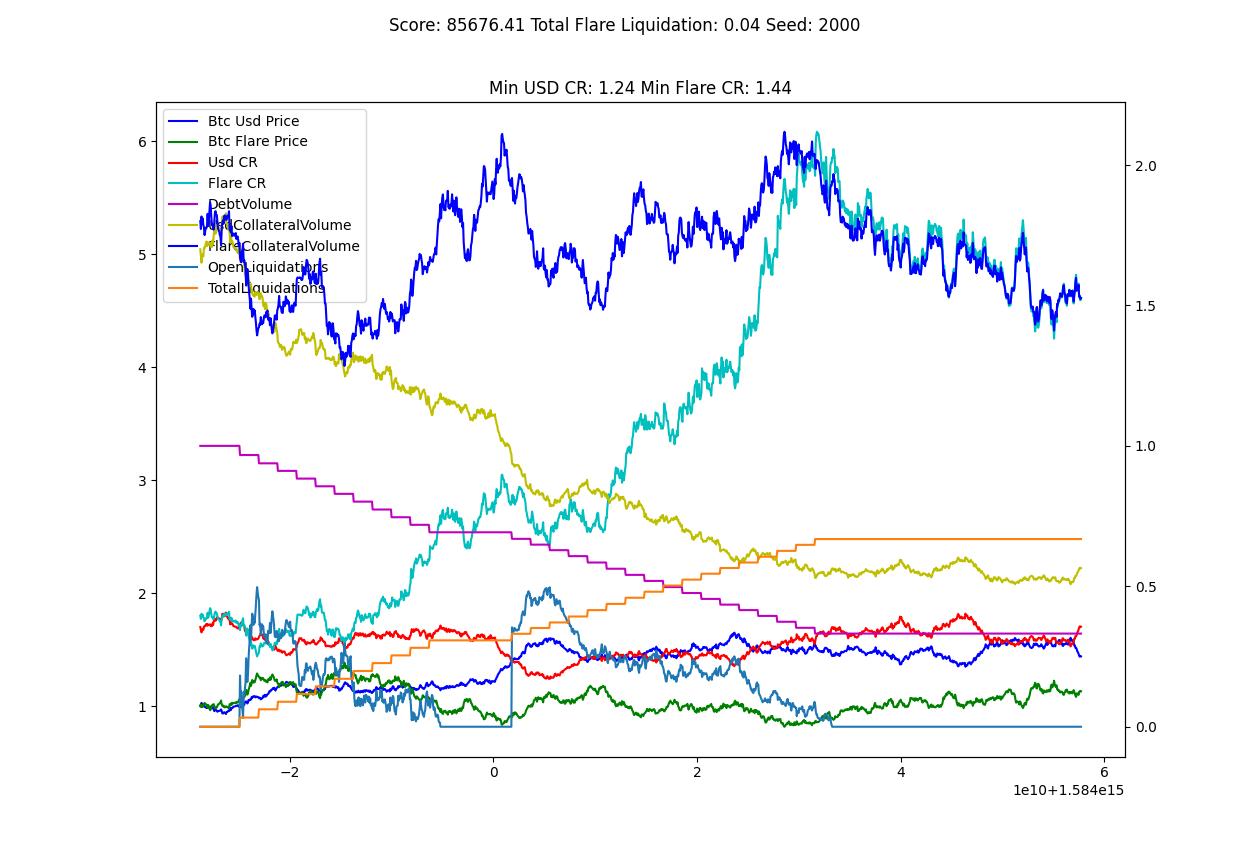 Score: 85676.41 Total Flare Liquidation: 0.04 Seed: 2000
Min USD CR: 1.24 Min Flare CR: 1.44
Btc Usd Price
Btc Flare Price
Usd CR
Flare CR
DebtVolume
UsdCollateralVolume
FlareCollateralVolume
OpenLiquidations
TotalLiquidations
6
5
4
3
2
1
2.0
1.5
1.0
0.5
0.0
−2
0
2
4
6
1e10+1.584e15